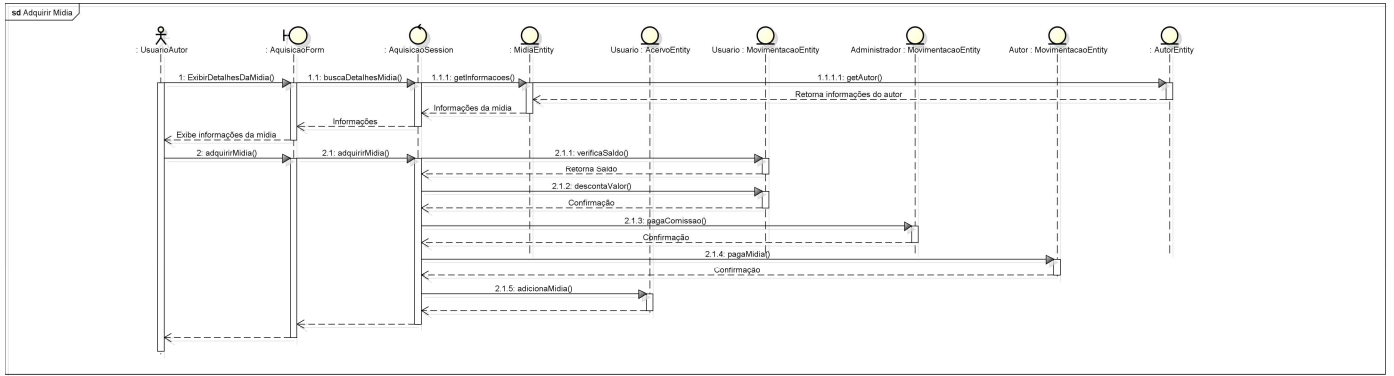 sd Adquirir Midia
: UsuarioAutor
: AquisicaoForm
: AquisicaoSession
: MidiaEntity
Usuario : AcervoEntity
Usuario : MovimentacaoEntity
Administrador : MovimentacaoEntity
Autor : MovimentacaoEntity
: AutorEntity
1: ExibirDetalhesDaMidia()
1.1: buscaDetalhesMidia()
1.1.1: getInformacoes()
1.1.1.1: getAutor()
Retorna informações do autor
Informações da mídia
Informações
Exibe informações da mídia
2: adquirirMidia()
2.1: adquirirMidia()
2.1.1: verificaSaldo()
Retorna Saldo
2.1.2: descontaValor()
Confirmação
2.1.3: pagaComissao()
Confirmação
2.1.4: pagaMidia()
Confirmação
2.1.5: adicionaMidia()